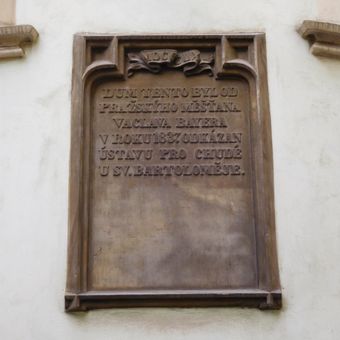 DŮM TENTO BYL OD
PRAŽSKÉHO MĚŠŤANA
VÁCLAVA BAYERA
V ROKU 1837. ODKÁZÁN
ÚSTAVU PRO CHUDÉ
U SV. BARTOLOMĚJE.